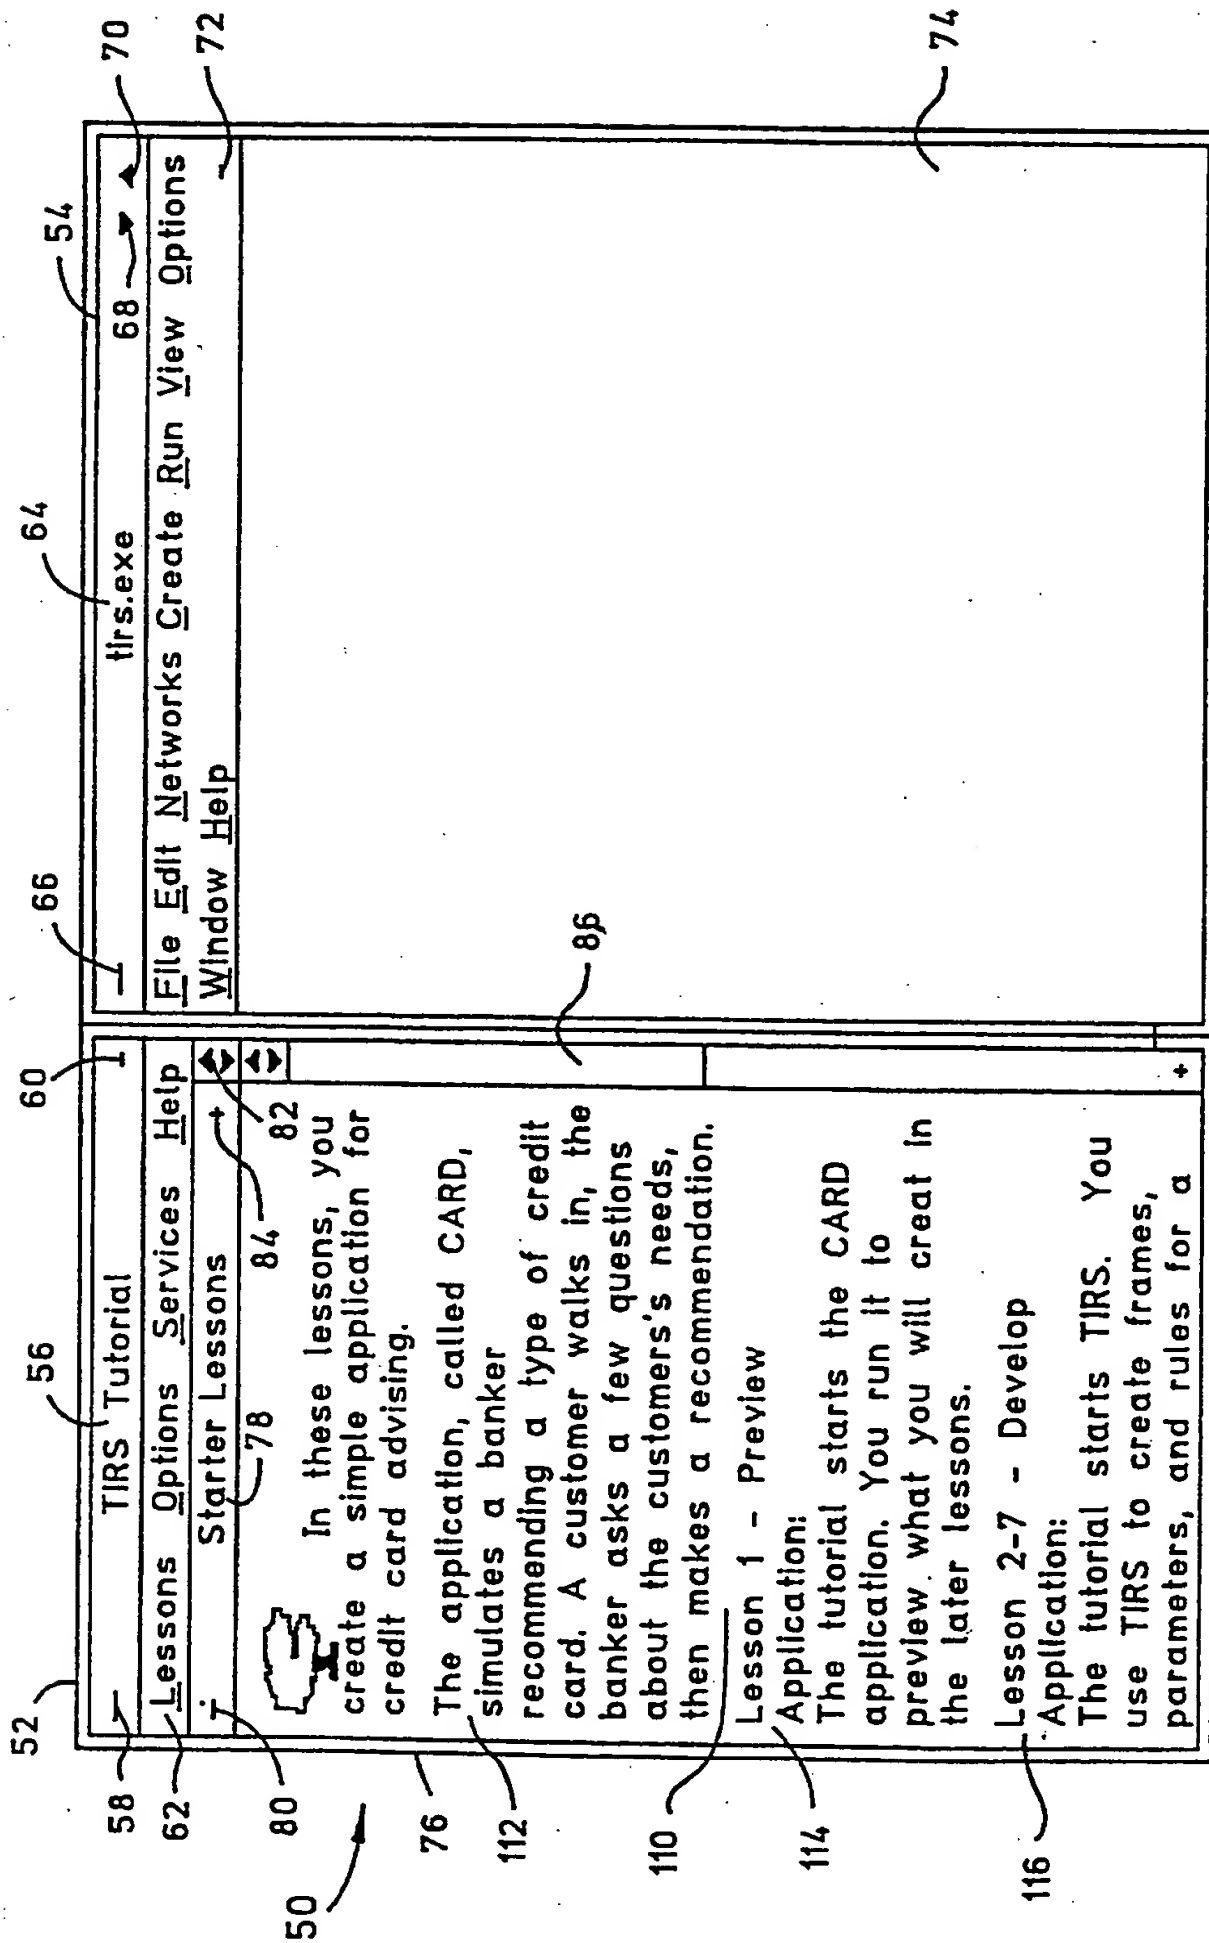 52
56
60
66
64
54
58
TIRS Tutorial
tirs.exe
68
70
62
Lessons Options Services Help
File Edit Networks Create Run View Options
Window Help
72
80
Starter Lessons
+
78
84
82
50
In these lessons, you
create a simple application for
credit card advising.
76
112
The application, called CARD,
simulates a banker
recommending a type of credit
card. A customer walks in, the
banker asks a few questions
about the customers's needs,
then makes a recommendation.
86
110
114
Lesson 1 - Preview
Application:
The tutorial starts the CARD
application. You run it to
preview what you will creat in
the later lessons.
74
116
Lesson 2-7 - Develop
Application:
The tutorial starts TIRS. You
use TIRS to create frames,
parameters, and rules for a
+